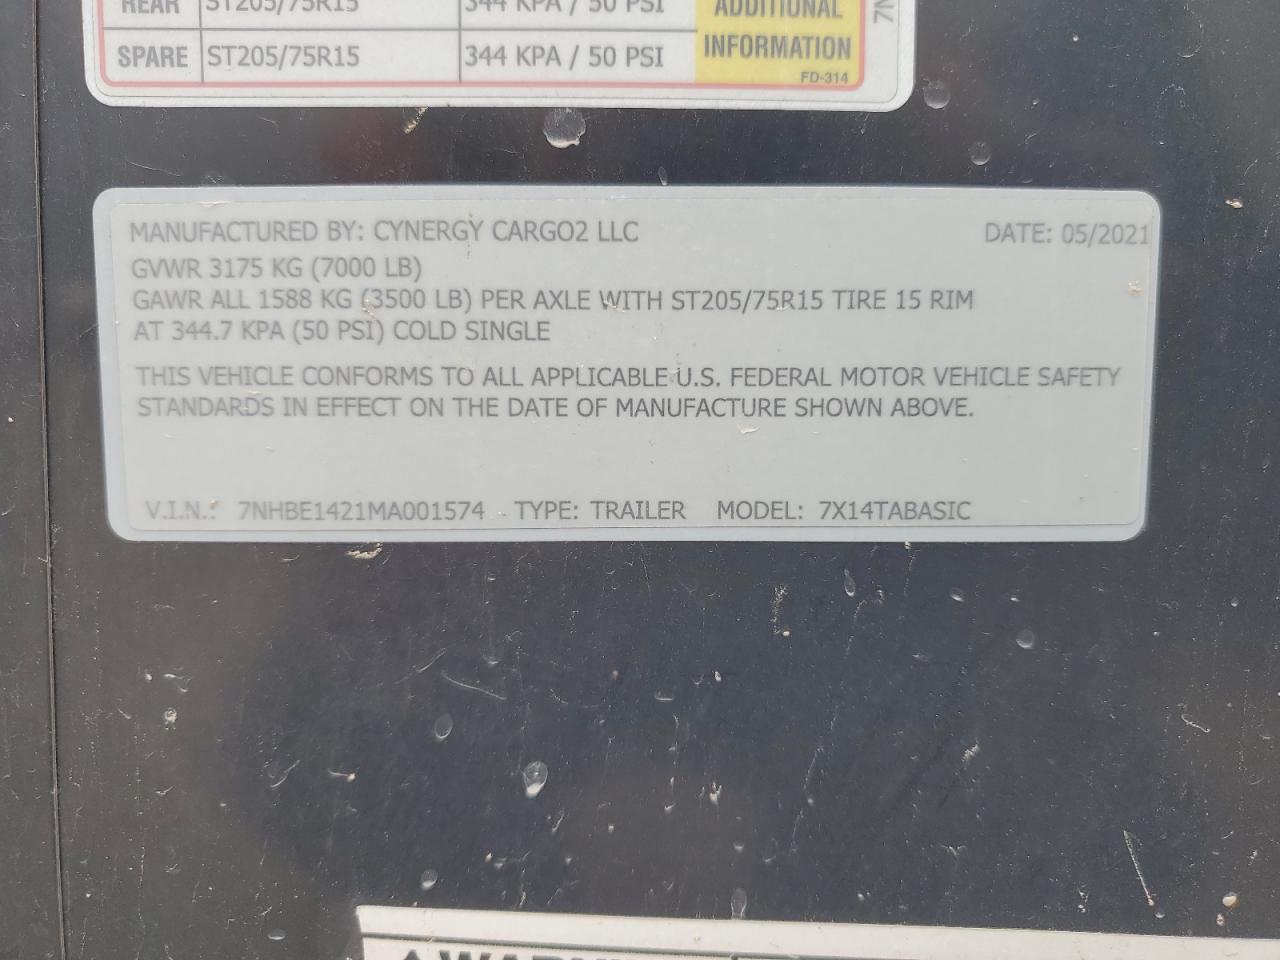 REAR ST205/75R15 344 KPA / 50 PSI ADDITIONAL
SPARE ST205/75R15 344 KPA / 50 PSI INFORMATION
FD-314
MANUFACTURED BY: CYNERGY CARGO2 LLC DATE: 05/2021
GVWR 3175 KG (7000 LB)
GAWR ALL 1588 KG (3500 LB) PER AXLE WITH ST205/75R15 TIRE 15 RIM
AT 344.7 KPA (50 PSI) COLD SINGLE
THIS VEHICLE CONFORMS TO ALL APPLICABLE U.S. FEDERAL MOTOR VEHICLE SAFETY
STANDARDS IN EFFECT ON THE DATE OF MANUFACTURE SHOWN ABOVE.
V.I.N.: 7NHBE1421MA001574 TYPE: TRAILER MODEL: 7X14TABASIC